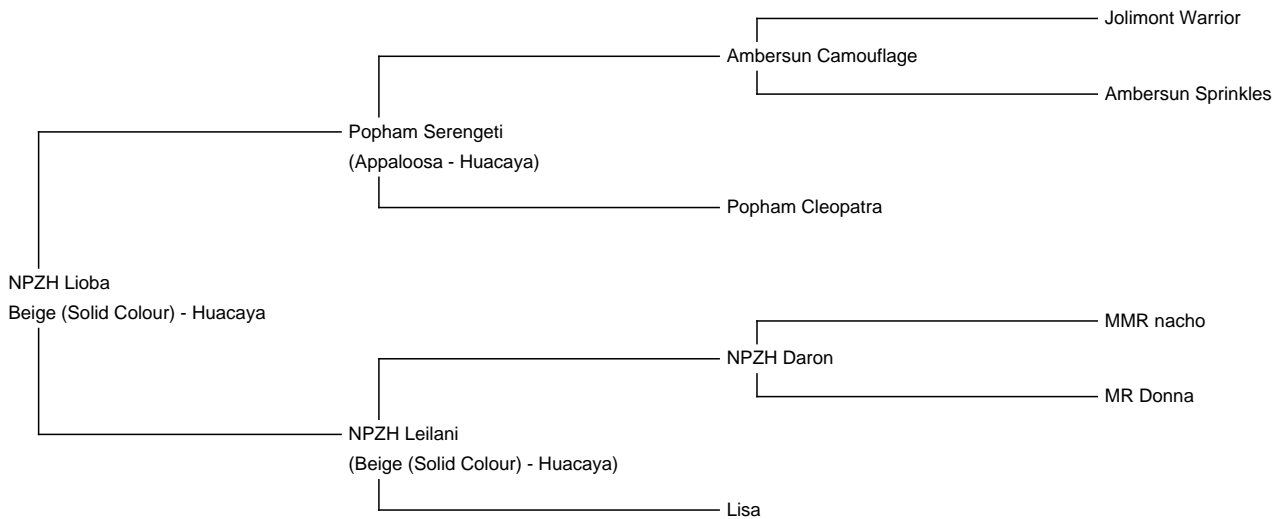 Jolimont Warrior
Ambersun Camouflage
Ambersun Sprinkles
Popham Serengeti
(Appaloosa - Huacaya)
Popham Cleopatra
NPZH Lioba
Beige (Solid Colour) - Huacaya
MMR nacho
NPZH Daron
MR Donna
NPZH Leilani
(Beige (Solid Colour) - Huacaya)
Lisa